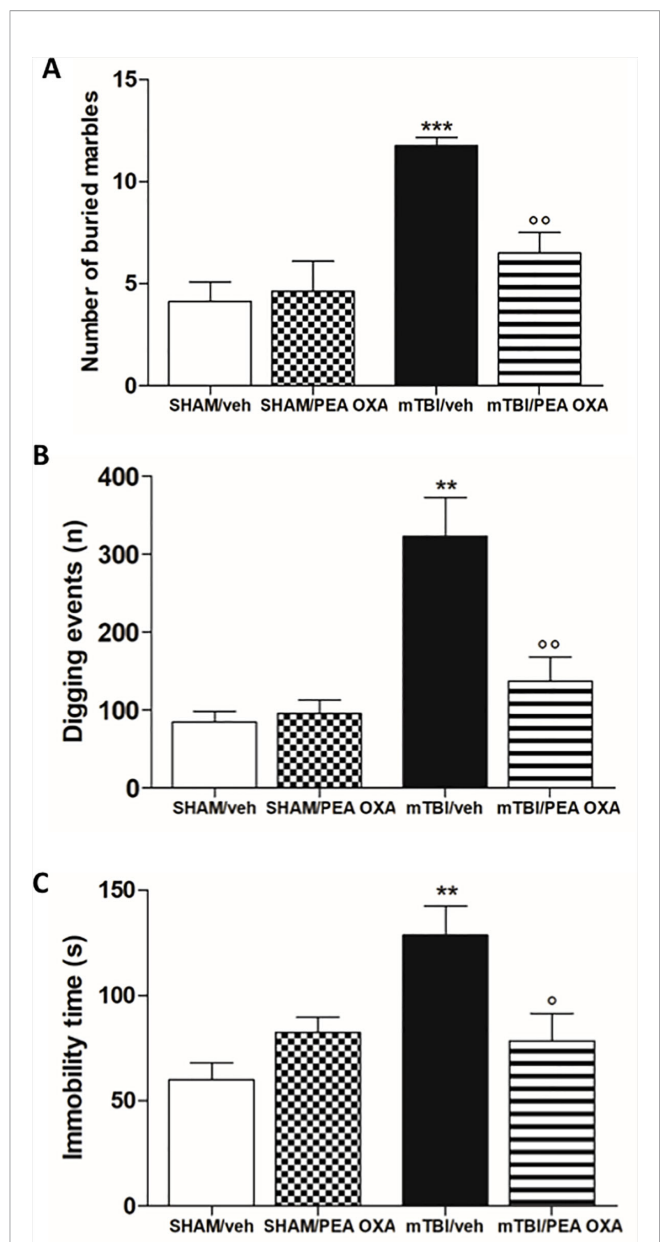 A
Number of buried marbles
15
10
5
0
***
°°
SHAM/veh SHAM/PEA OXA mTBI/veh mTBI/PEA OXA
B
Digging events (n)
400
300
200
100
0
**
°°
SHAM/veh SHAM/PEA OXA mTBI/veh mTBI/PEA OXA
C
Immobility time (s)
150
100
50
0
**
°
SHAM/veh SHAM/PEA OXA mTBI/veh mTBI/PEA OXA